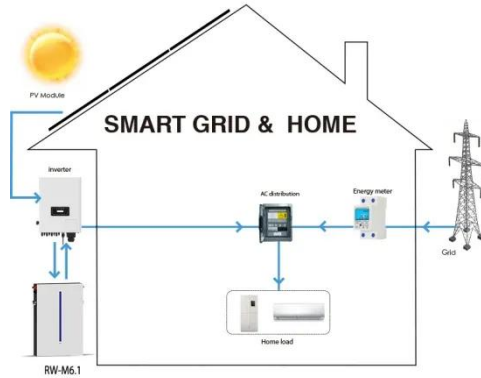 PV Module
SMART GRID & HOME
inverter
AC distribution
Energy meter
Grid
Home load
RW-M6.1